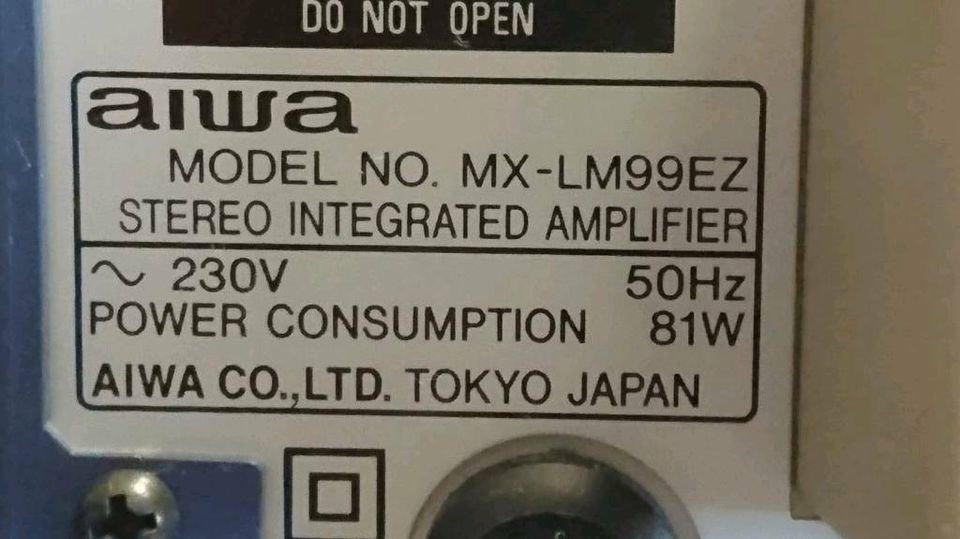 DO NOT OPEN
aiwa
MODEL NO. MX-LM99EZ
STEREO INTEGRATED AMPLIFIER
~ 230V 50Hz
POWER CONSUMPTION 81W
AIWA CO.,LTD. TOKYO JAPAN